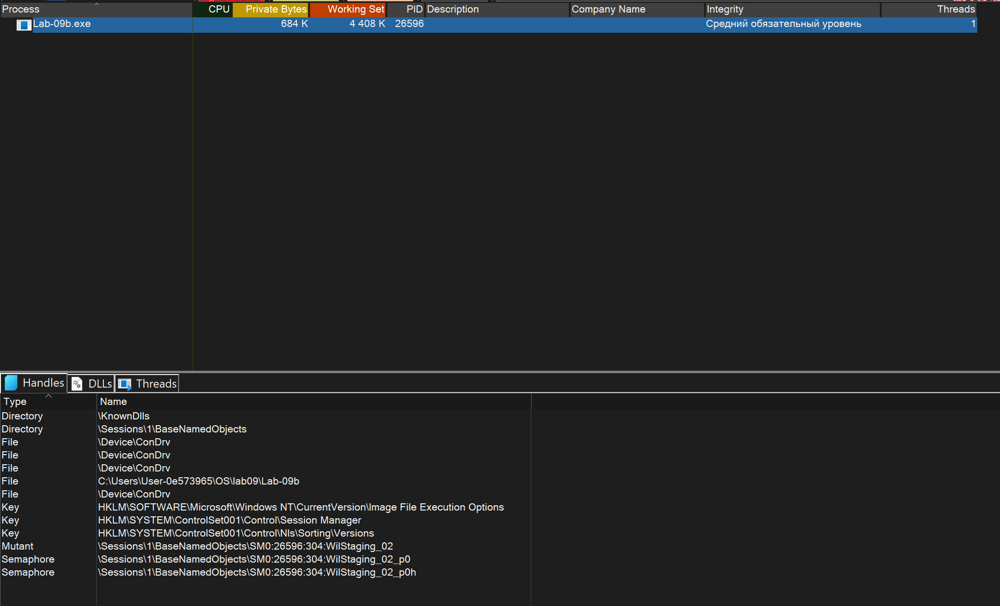 Process CPU Private Bytes Working Set PID Description Company Name Integrity Threads
Lab-09b.exe 684 K 4 408 K 26596 Средний обязательный уровень 1
Handles DLLs Threads
Type Name
Directory \KnownDlls
Directory \Sessions\1\BaseNamedObjects
File \Device\ConDrv
File \Device\ConDrv
File \Device\ConDrv
File C:\Users\User-0e573965\OS\lab09\Lab-09b
File \Device\ConDrv
Key HKLM\SOFTWARE\Microsoft\Windows NT\CurrentVersion\Image File Execution Options
Key HKLM\SYSTEM\ControlSet001\Control\Session Manager
Key HKLM\SYSTEM\ControlSet001\Control\Nls\Sorting\Versions
Mutant \Sessions\1\BaseNamedObjects\SM0:26596:304:WilStaging_02
Semaphore \Sessions\1\BaseNamedObjects\SM0:26596:304:WilStaging_02_p0
Semaphore \Sessions\1\BaseNamedObjects\SM0:26596:304:WilStaging_02_p0h